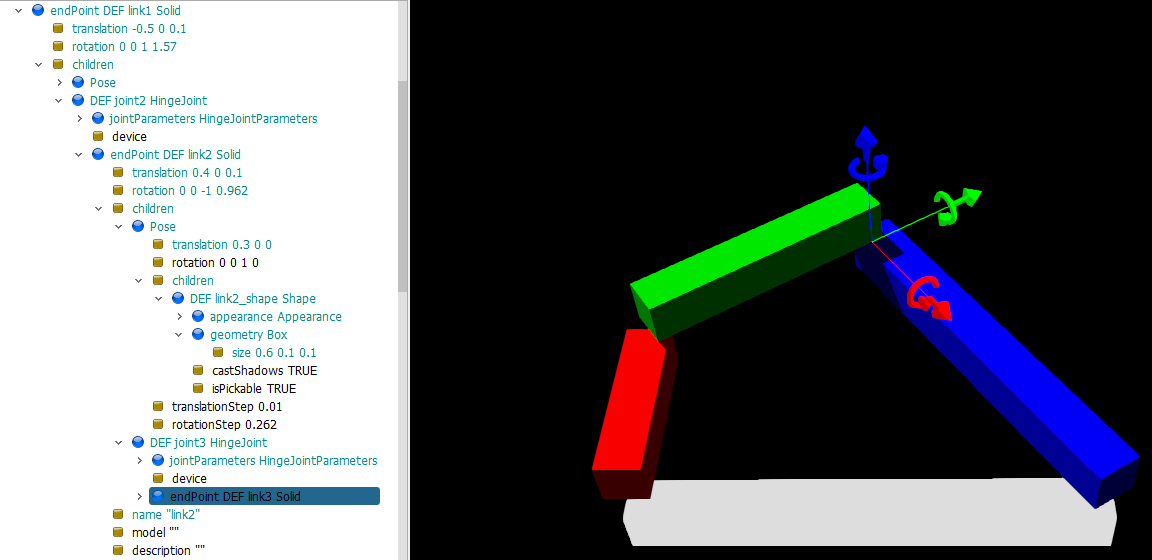 endPoint DEF link1 Solid
translation -0.5 0 0.1
rotation 0 0 1 1.57
children
Pose
DEF joint2 HingeJoint
jointParameters HingeJointParameters
device
endPoint DEF link2 Solid
translation 0.4 0 0.1
rotation 0 0 -1 0.962
children
Pose
translation 0.3 0 0
rotation 0 0 1 0
children
DEF link2_shape Shape
appearance Appearance
geometry Box
size 0.6 0.1 0.1
castShadows TRUE
isPickable TRUE
translationStep 0.01
rotationStep 0.262
DEF joint3 HingeJoint
jointParameters HingeJointParameters
device
endPoint DEF link3 Solid
name "link2"
model ""
description ""